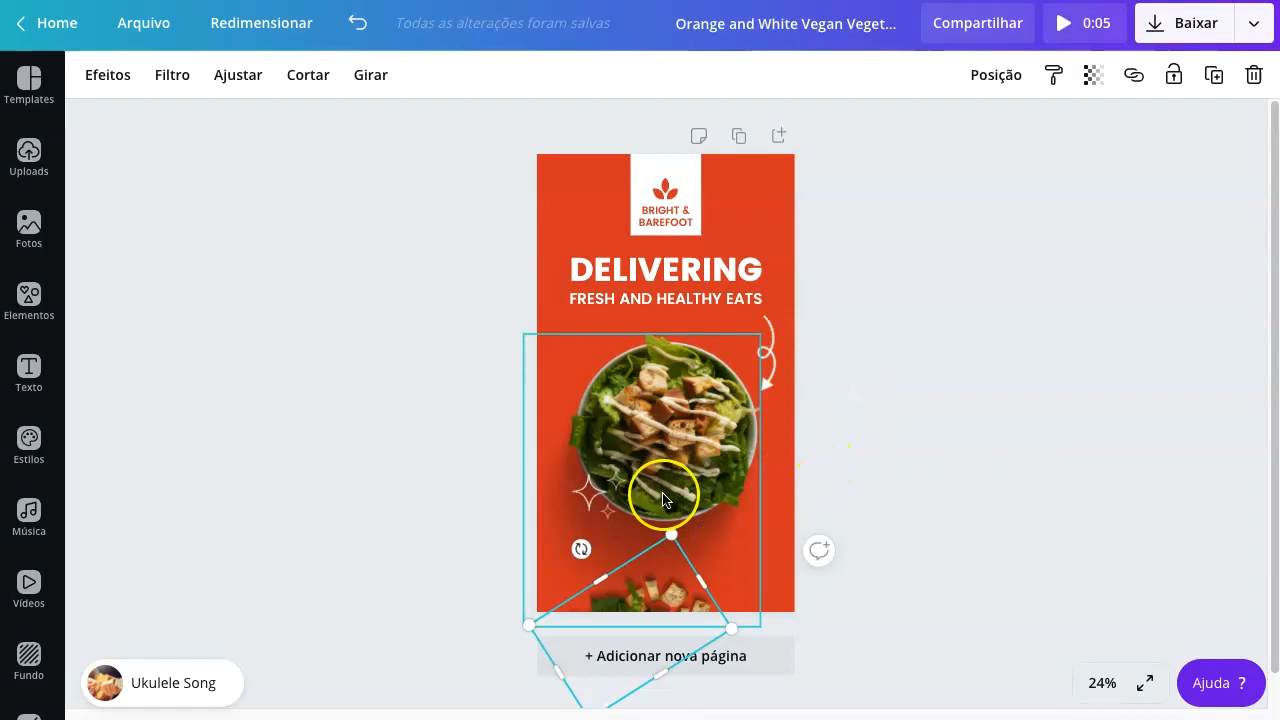 Home Arquivo Redimensionar Todas as alterações foram salvas Orange and White Vegan Veget... Compartilhar 0:05 Baixar
Efeitos Filtro Ajustar Cortar Girar Posição
Templates
Uploads
Fotos
Elementos
Texto
Estilos
Música
Vídeos
Fundo
BRIGHT &
BAREFOOT
DELIVERING
FRESH AND HEALTHY EATS
+ Adicionar nova página
Ukulele Song
24%
Ajuda ?